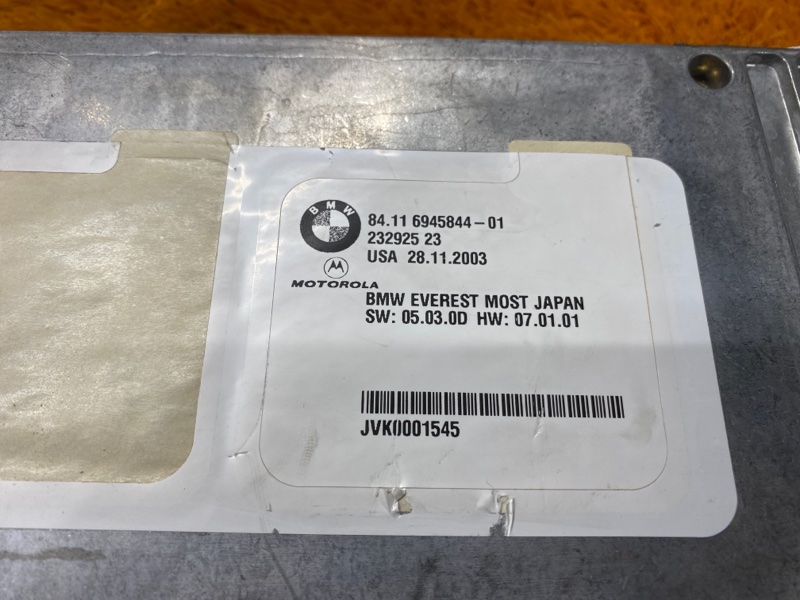 BMW
84.11 6945844-01
232925 23
USA 28.11.2003
MOTOROLA
BMW EVEREST MOST JAPAN
SW: 05.03.0D HW: 07.01.01
JVK0001545